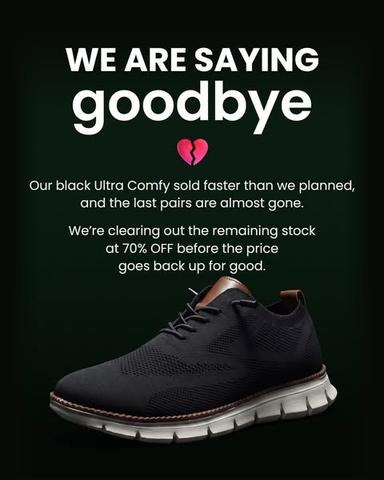 WE ARE SAYING
goodbye
Our black Ultra Comfy sold faster than we planned,
and the last pairs are almost gone.
We’re clearing out the remaining stock
at 70% OFF before the price
goes back up for good.